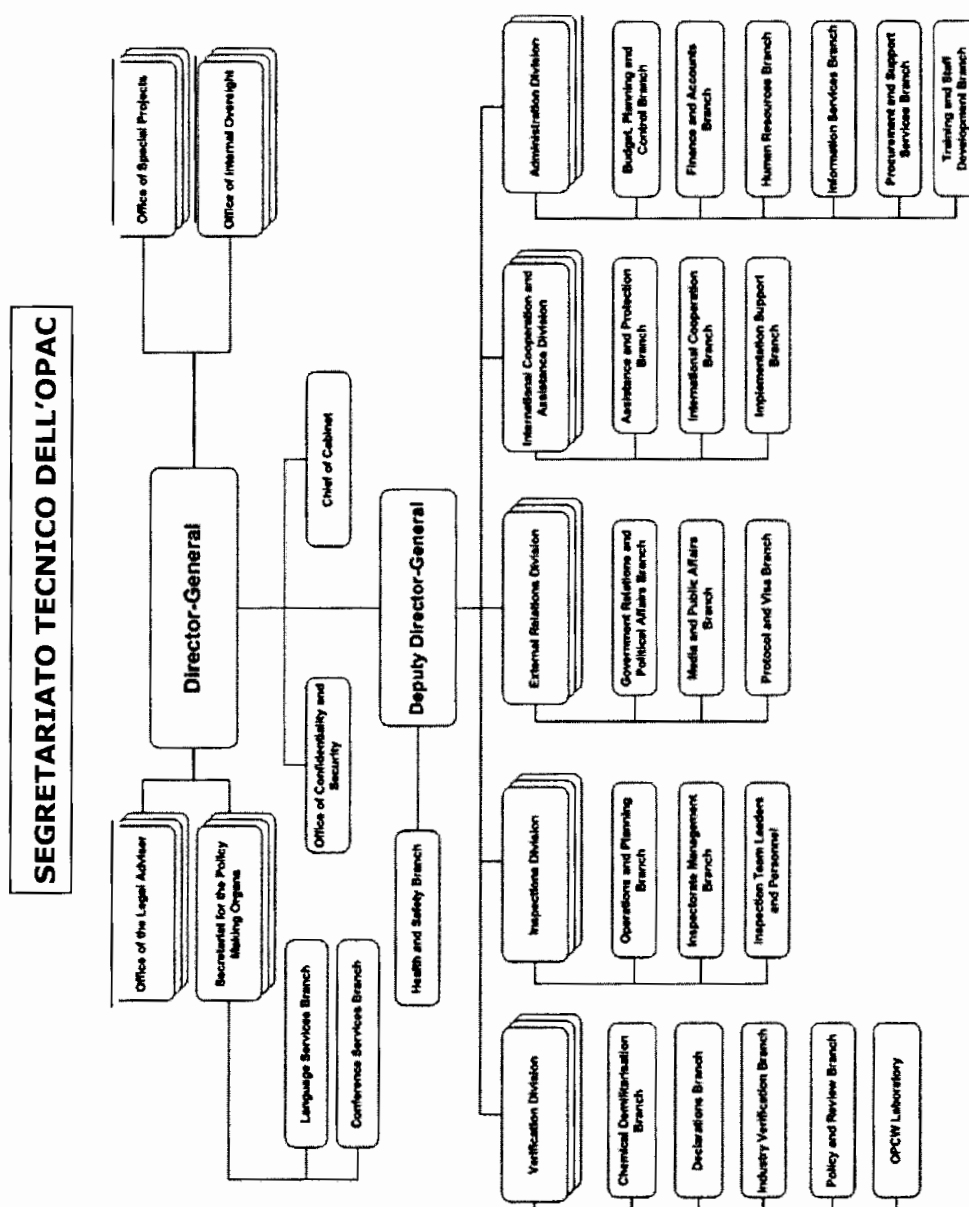 SEGRETARIATO TECNICO DELL'OPAC
Office of the Legal Adviser
Secretariat for the Policy
Making Organs
Language Services Branch
Conference Services Branch
Director-General
Office of Special Projects
Office of Internal Oversight
Office of Confidentiality and
Security
Chief of Cabinet
Health and Safety Branch
Deputy Director-General
Verification Division
Chemical Demilitarisation
Branch
Declarations Branch
Industry Verification Branch
Policy and Review Branch
OPCW Laboratory
Inspections Division
Operations and Planning
Branch
Inspectorate Management
Branch
Inspection Team Leaders
and Personnel
External Relations Division
Government Relations and
Political Affairs Branch
Media and Public Affairs
Branch
Protocol and Visa Branch
International Cooperation and
Assistance Division
Assistance and Protection
Branch
International Cooperation
Branch
Implementation Support
Branch
Administration Division
Budget, Planning and
Control Branch
Finance and Accounts
Branch
Human Resources Branch
Information Services Branch
Procurement and Support
Services Branch
Training and Staff
Development Branch